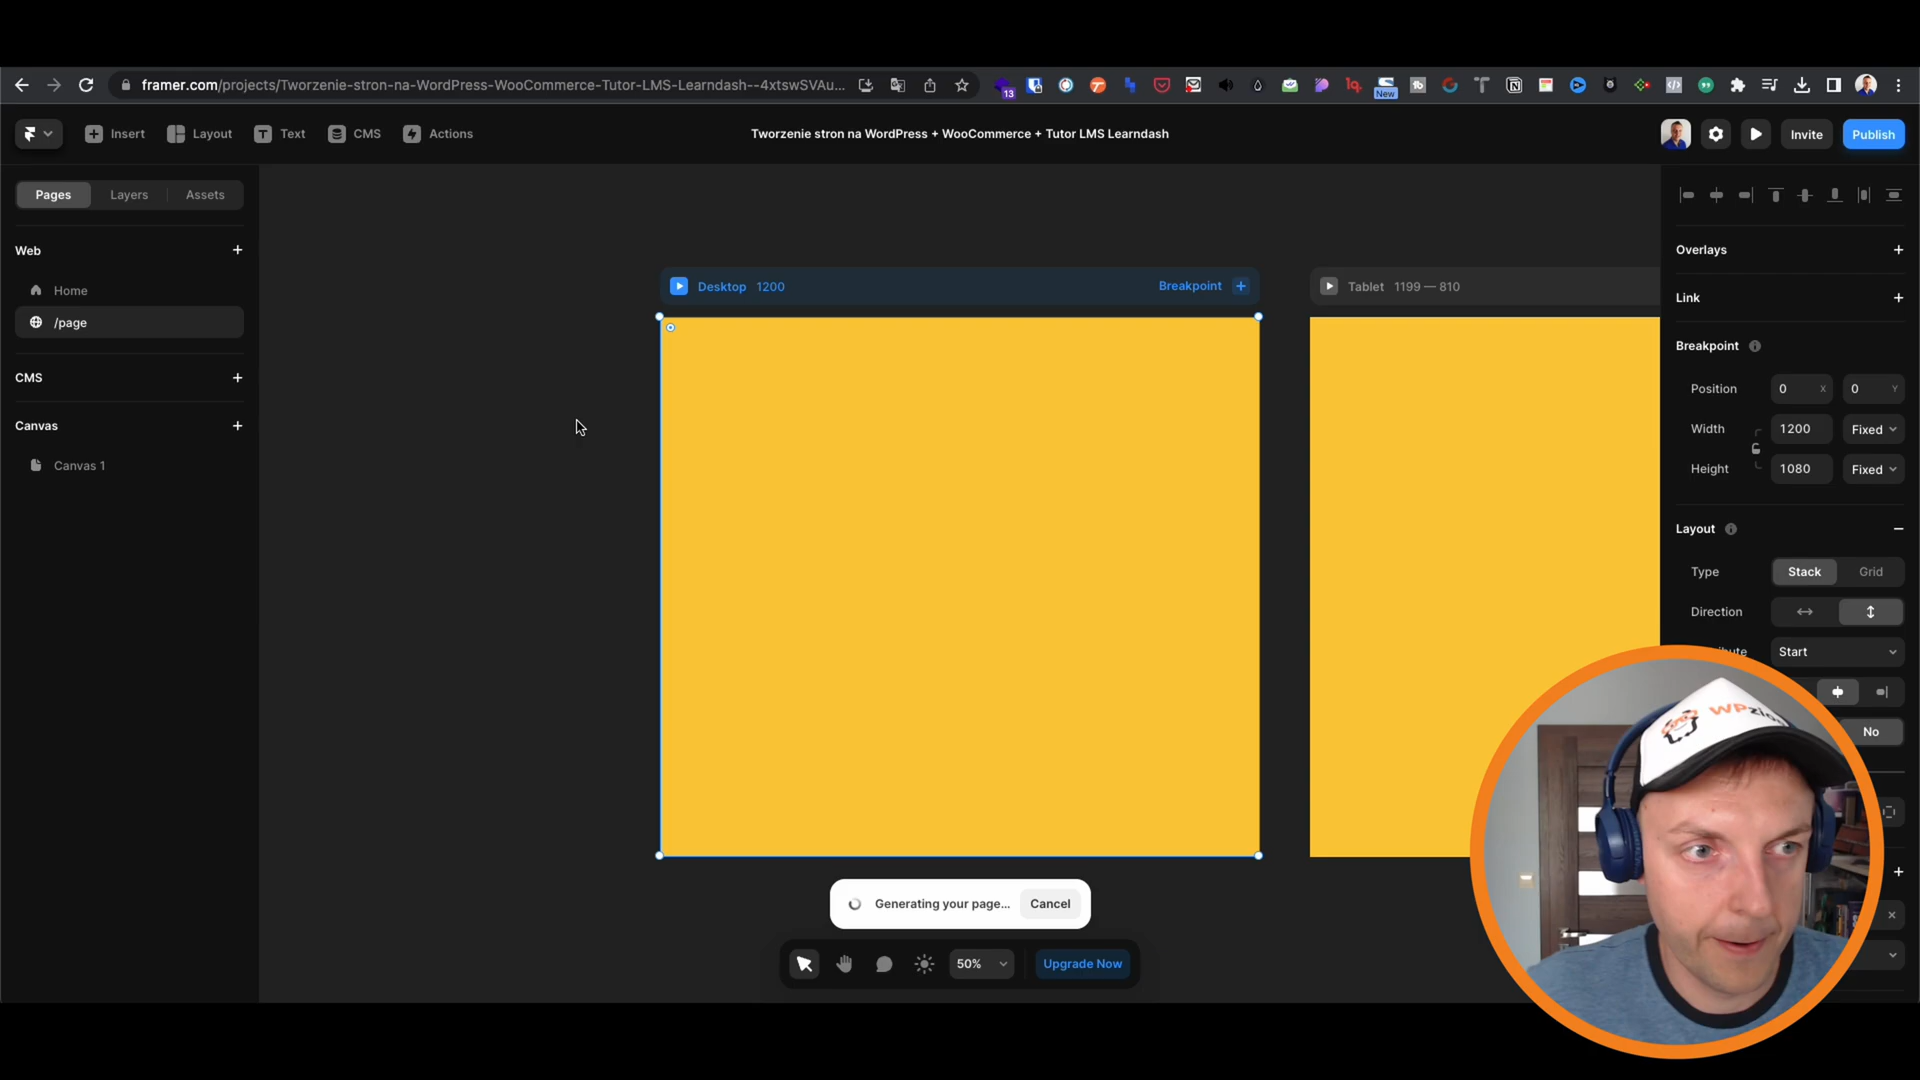 framer.com/projects/Tworzenie-stron-na-WordPress-WooCommerce-Tutor-LMS-Learndash--4xtswSVAu...
13
New
Insert
Layout
Text
CMS
Actions
Tworzenie stron na WordPress + WooCommerce + Tutor LMS Learndash
Invite
Publish
Pages
Layers
Assets
Web
Home
/page
CMS
Canvas
Canvas 1
Desktop 1200
Breakpoint
Tablet 1199 — 810
Generating your page...
Cancel
50%
Upgrade Now
Overlays
Link
Breakpoint
Position 0 X 0 Y
Width 1200 Fixed
Height 1080 Fixed
Layout
Type Stack Grid
Direction
Start
No